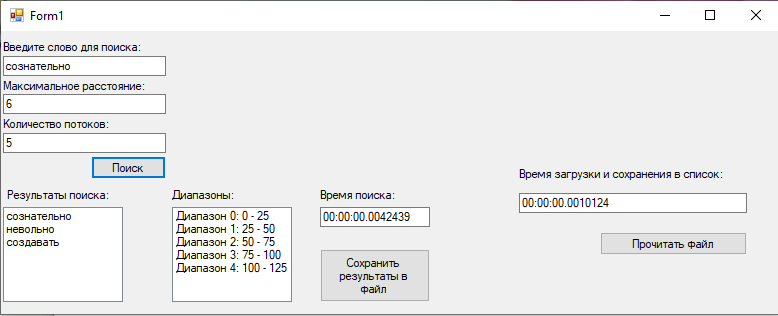 Form1
Введите слово для поиска:
сознательно
Максимальное расстояние:
6
Количество потоков:
5
Поиск
Время загрузки и сохранения в список:
00:00:00.0010124
Прочитать файл
Результаты поиска:
сознательно
невольно
создавать
Диапазоны:
Диапазон 0: 0 - 25
Диапазон 1: 25 - 50
Диапазон 2: 50 - 75
Диапазон 3: 75 - 100
Диапазон 4: 100 - 125
Время поиска:
00:00:00.0042439
Сохранить
результаты в
файл